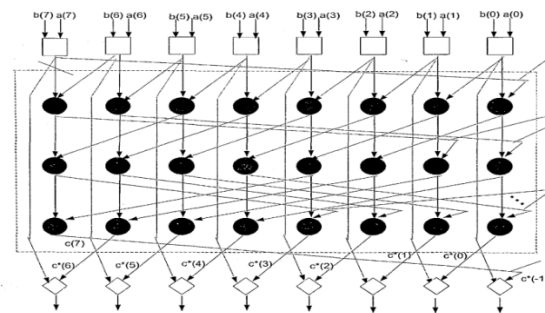 b(7) a(7) b(6) a(6) b(5) a(5) b(4) a(4) b(3) a(3) b(2) a(2) b(1) a(1) b(0) a(0)
c(7)
c*(6) c*(5) c*(4) c*(3) c*(2) c*(1) c*(0) c*(-1